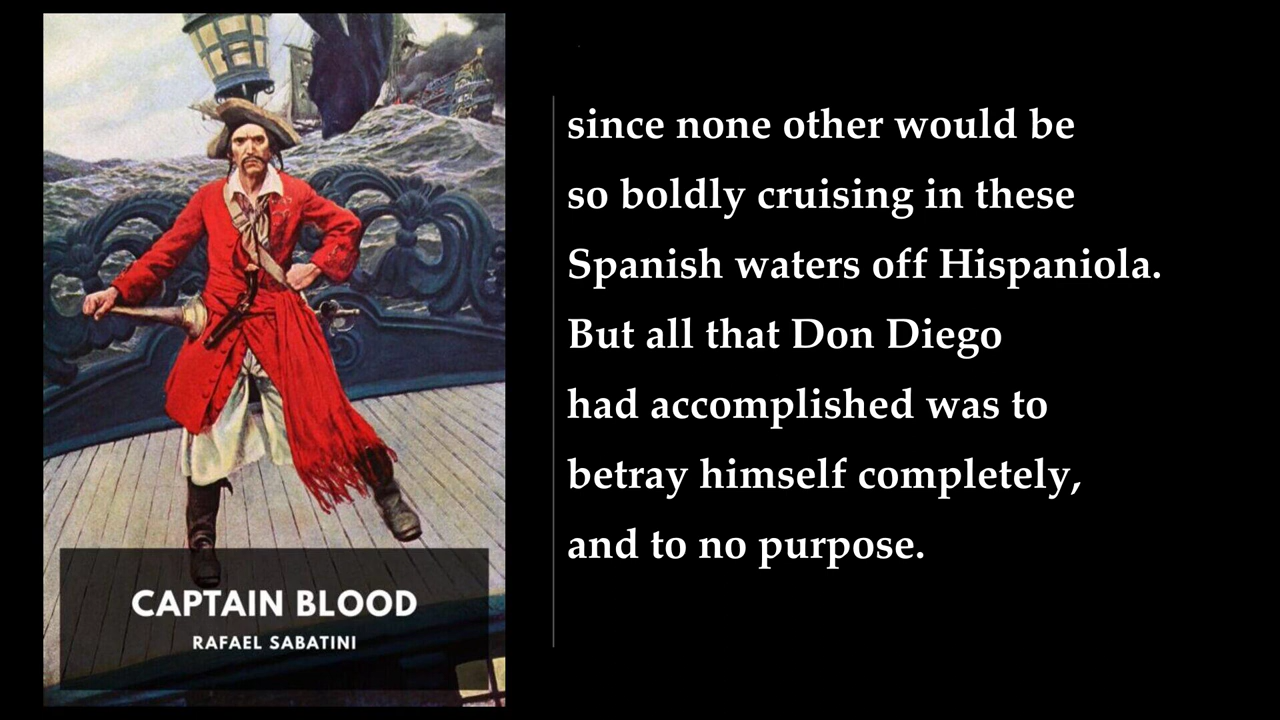 CAPTAIN BLOOD
RAFAEL SABATINI
since none other would be
so boldly cruising in these
Spanish waters off Hispaniola.
But all that Don Diego
had accomplished was to
betray himself completely,
and to no purpose.